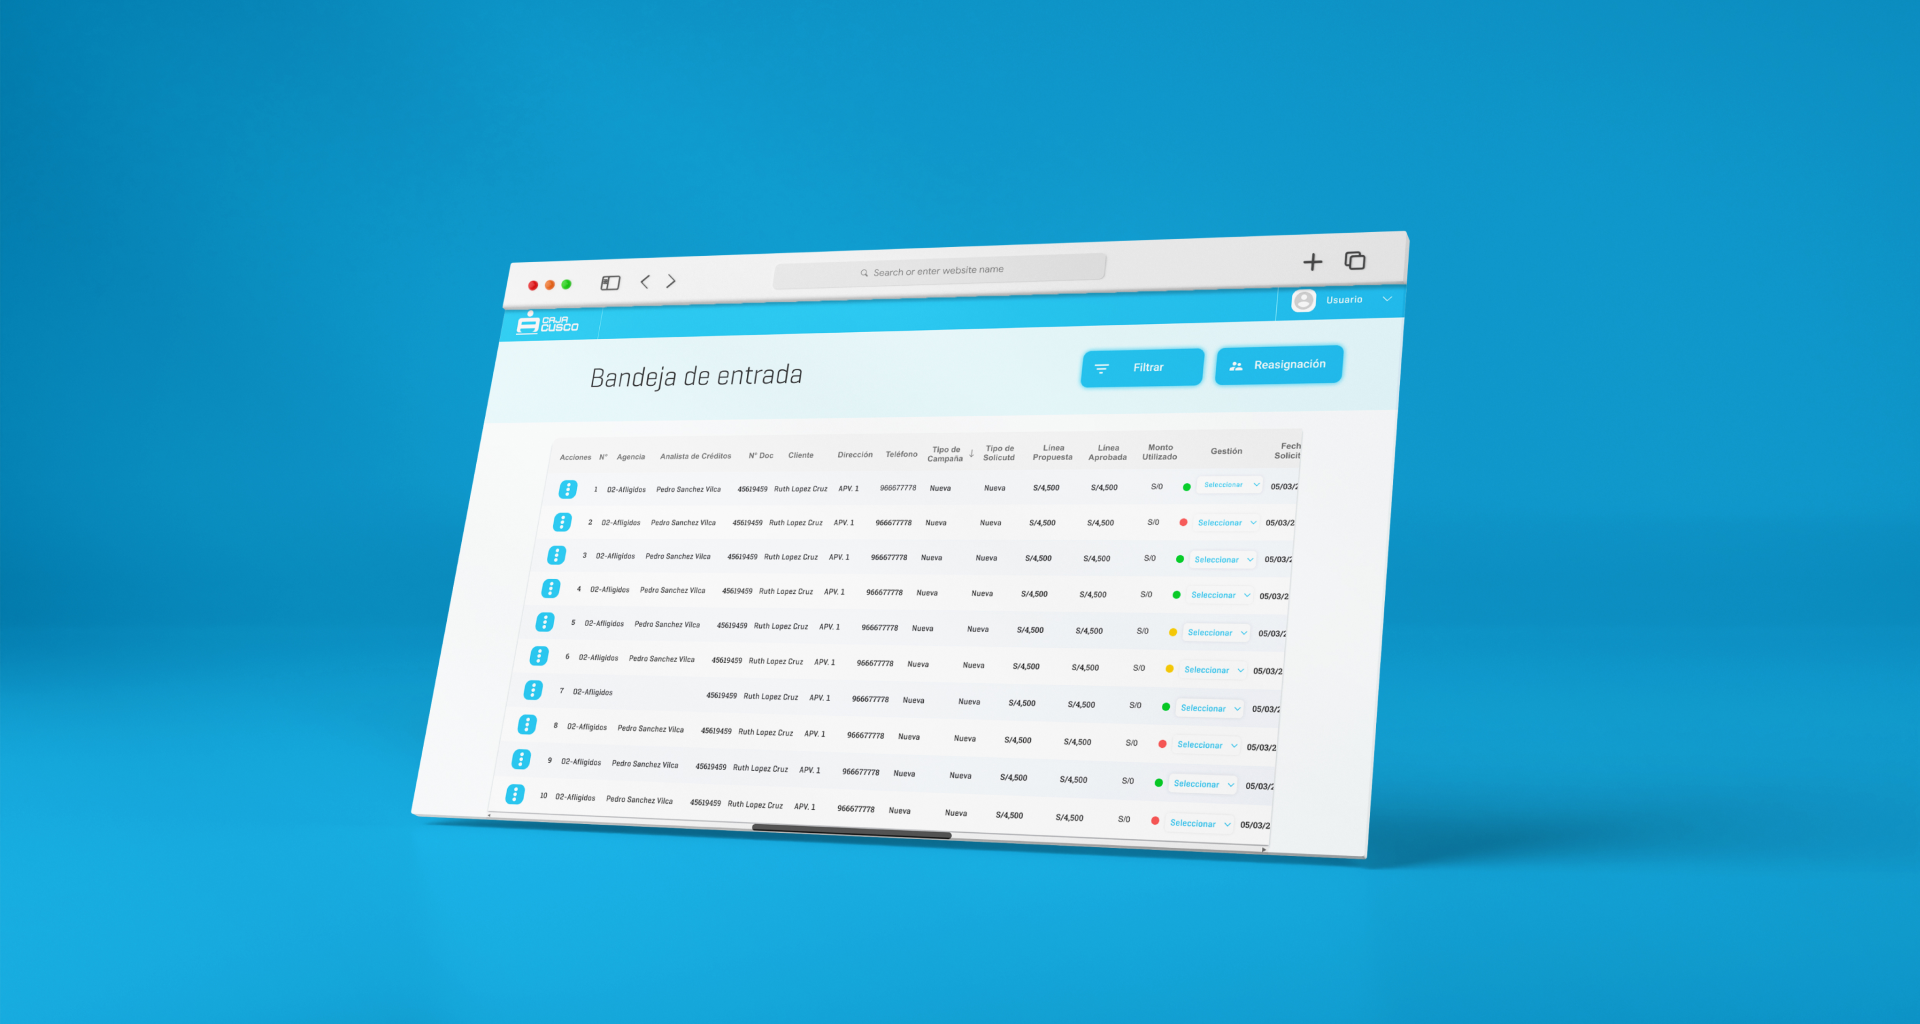 Search or enter website name
CAJA
CUSCO
Usuario
Bandeja de entrada
Filtrar
Reasignación
Acciones N° Agencia Analista de Créditos N° Doc Cliente Dirección Teléfono Tipo de Campaña ↓ Tipo de Solicutd Línea Propuesta Línea Aprobada Monto Utilizado Gestión Fech Solicit
1 02-Afligidos Pedro Sanchez Vilca 45619459 Ruth Lopez Cruz APV. 1 966677778 Nueva Nueva S/4,500 S/4,500 S/0 Seleccionar 05/03/2
2 02-Afligidos Pedro Sanchez Vilca 45619459 Ruth Lopez Cruz APV. 1 966677778 Nueva Nueva S/4,500 S/4,500 S/0 Seleccionar 05/03/2
3 02-Afligidos Pedro Sanchez Vilca 45619459 Ruth Lopez Cruz APV. 1 966677778 Nueva Nueva S/4,500 S/4,500 S/0 Seleccionar 05/03/2
4 02-Afligidos Pedro Sanchez Vilca 45619459 Ruth Lopez Cruz APV. 1 966677778 Nueva Nueva S/4,500 S/4,500 S/0 Seleccionar 05/03/2
5 02-Afligidos Pedro Sanchez Vilca 45619459 Ruth Lopez Cruz APV. 1 966677778 Nueva Nueva S/4,500 S/4,500 S/0 Seleccionar 05/03/2
6 02-Afligidos Pedro Sanchez Vilca 45619459 Ruth Lopez Cruz APV. 1 966677778 Nueva Nueva S/4,500 S/4,500 S/0 Seleccionar 05/03/2
7 02-Afligidos 45619459 Ruth Lopez Cruz APV. 1 966677778 Nueva Nueva S/4,500 S/4,500 S/0 Seleccionar 05/03/2
8 02-Afligidos Pedro Sanchez Vilca 45619459 Ruth Lopez Cruz APV. 1 966677778 Nueva Nueva S/4,500 S/4,500 S/0 Seleccionar 05/03/2
9 02-Afligidos Pedro Sanchez Vilca 45619459 Ruth Lopez Cruz APV. 1 966677778 Nueva Nueva S/4,500 S/4,500 S/0 Seleccionar 05/03/2
10 02-Afligidos Pedro Sanchez Vilca 45619459 Ruth Lopez Cruz APV. 1 966677778 Nueva Nueva S/4,500 S/4,500 S/0 Seleccionar 05/03/2